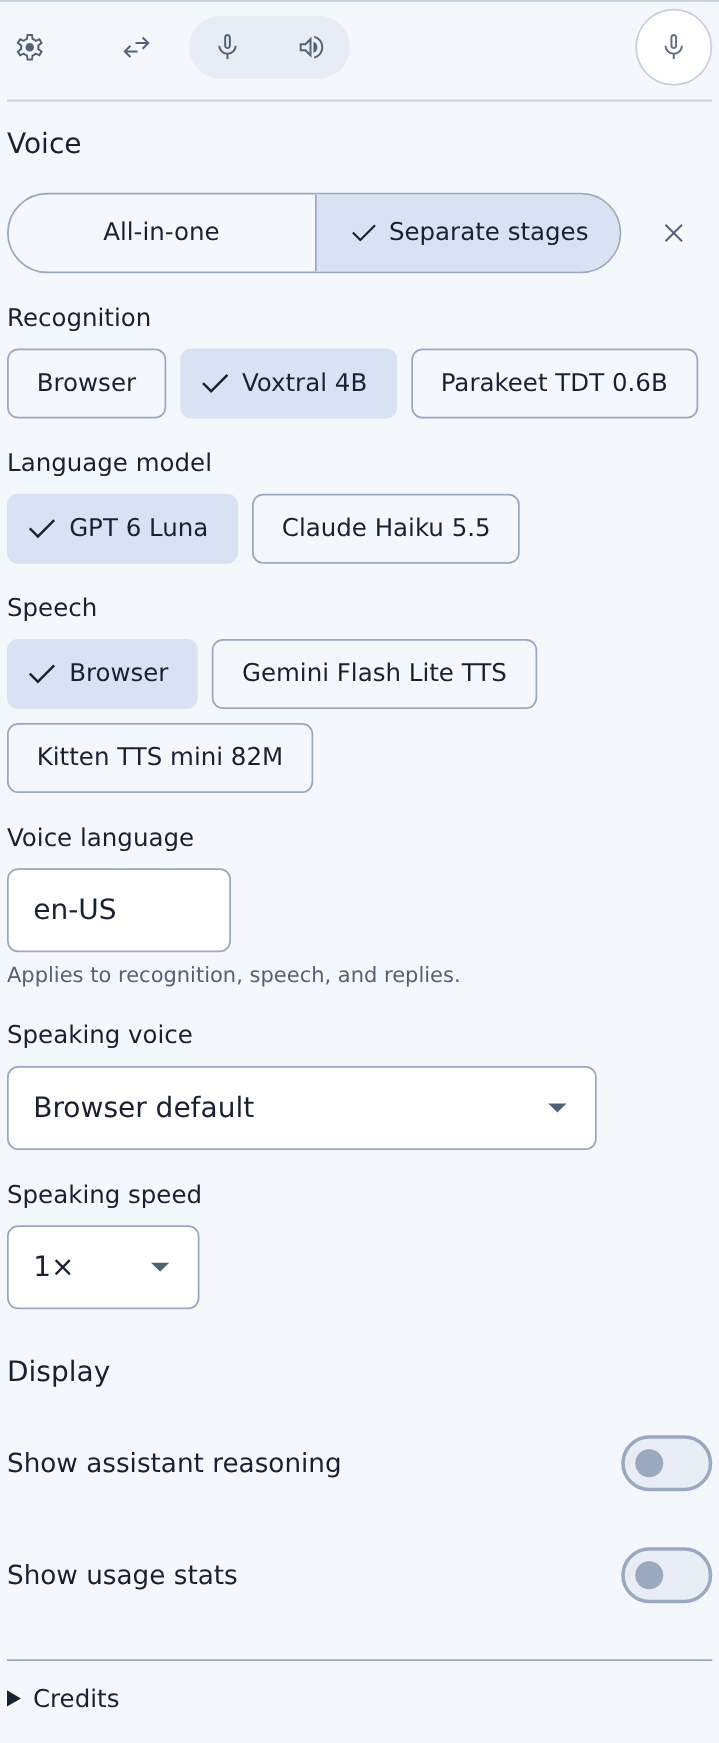 Voice
All-in-one Separate stages
Recognition
Browser Voxtral 4B Parakeet TDT 0.6B
Language model
GPT 6 Luna Claude Haiku 5.5
Speech
Browser Gemini Flash Lite TTS
Kitten TTS mini 82M
Voice language
en-US
Applies to recognition, speech, and replies.
Speaking voice
Browser default
Speaking speed
1×
Display
Show assistant reasoning
Show usage stats
Credits